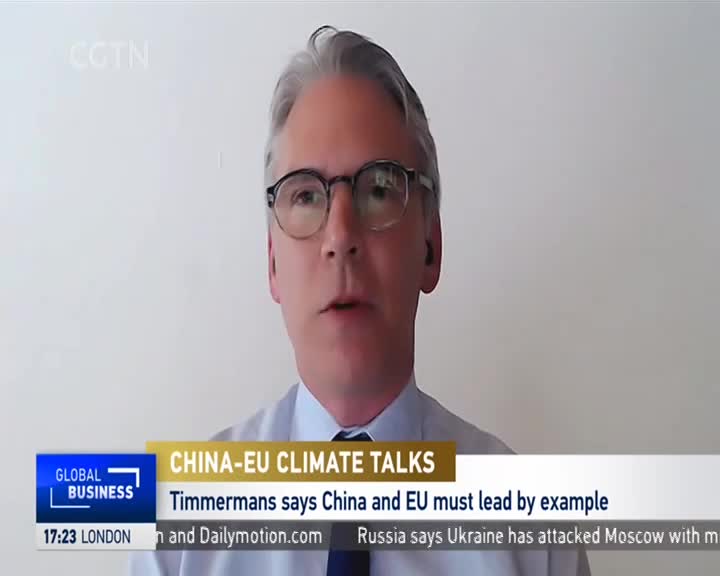 CGTN
CHINA-EU CLIMATE TALKS
GLOBAL
BUSINESS
Timmermans says China and EU must lead by example
17:23 LONDON
and Dailymotion.com Russia says Ukraine has attacked Moscow with